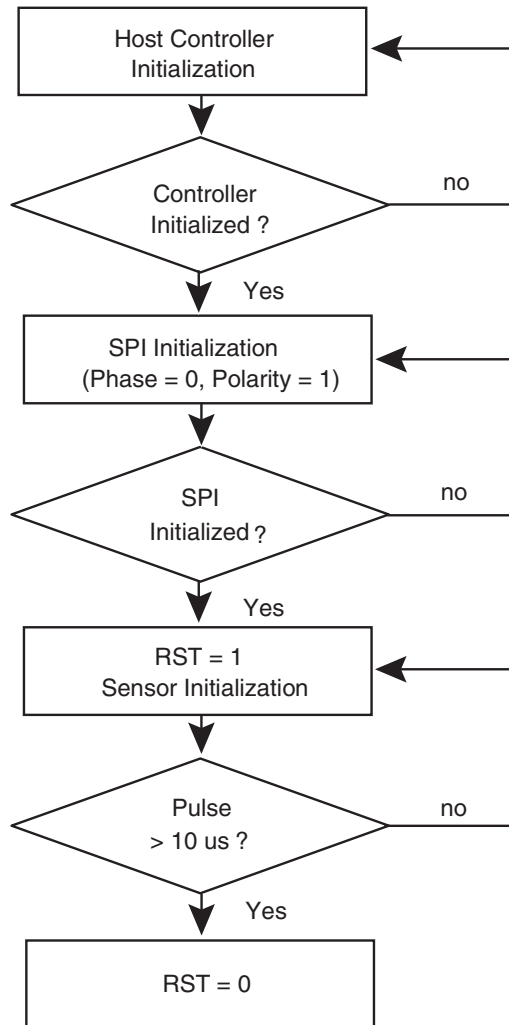 Host Controller
Initialization
Controller
Initialized ?
no
Yes
SPI Initialization
(Phase = 0, Polarity = 1)
SPI
Initialized ?
no
Yes
RST = 1
Sensor Initialization
Pulse
> 10 us ?
no
Yes
RST = 0